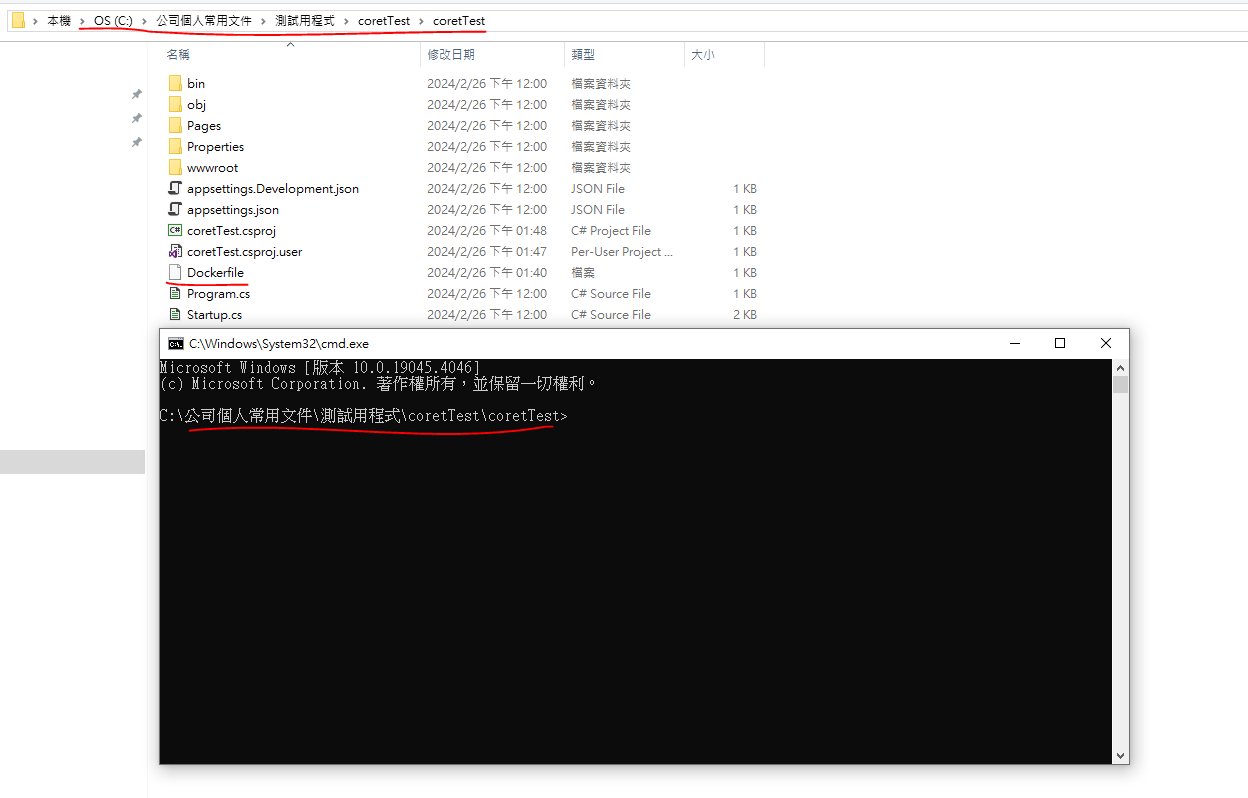 本機 › OS (C:) › 公司個人常用文件 › 測試用程式 › coretTest › coretTest
名稱 修改日期 類型 大小
bin 2024/2/26 下午 12:00 檔案資料夾
obj 2024/2/26 下午 12:00 檔案資料夾
Pages 2024/2/26 下午 12:00 檔案資料夾
Properties 2024/2/26 下午 12:00 檔案資料夾
wwwroot 2024/2/26 下午 12:00 檔案資料夾
appsettings.Development.json 2024/2/26 下午 12:00 JSON File 1 KB
appsettings.json 2024/2/26 下午 12:00 JSON File 1 KB
coretTest.csproj 2024/2/26 下午 01:48 C# Project File 1 KB
coretTest.csproj.user 2024/2/26 下午 01:47 Per-User Project ... 1 KB
Dockerfile 2024/2/26 下午 01:40 檔案 1 KB
Program.cs 2024/2/26 下午 12:00 C# Source File 1 KB
Startup.cs 2024/2/26 下午 12:00 C# Source File 2 KB
C:\Windows\System32\cmd.exe
Microsoft Windows [版本 10.0.19045.4046]
(c) Microsoft Corporation. 著作權所有，並保留一切權利。
C:\公司個人常用文件\測試用程式\coretTest\coretTest>